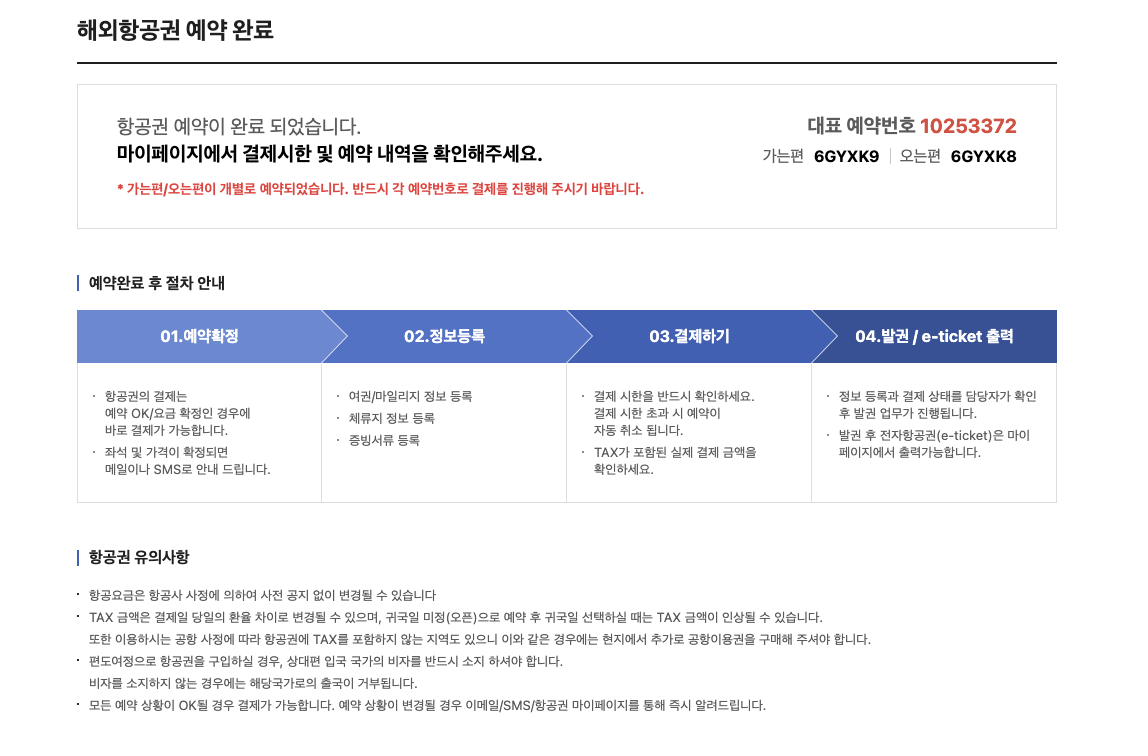 해외항공권 예약 완료
항공권 예약이 완료 되었습니다.
마이페이지에서 결제시한 및 예약 내역을 확인해주세요.
* 가는편/오는편이 개별로 예약되었습니다. 반드시 각 예약번호로 결제를 진행해 주시기 바랍니다.
대표 예약번호 10253372
가는편 6GYXK9 | 오는편 6GYXK8
예약완료 후 절차 안내
01.예약확정
· 항공권의 결제는
예약 OK/요금 확정인 경우에
바로 결제가 가능합니다.
· 좌석 및 가격이 확정되면
메일이나 SMS로 안내 드립니다.
02.정보등록
· 여권/마일리지 정보 등록
· 체류지 정보 등록
· 증빙서류 등록
03.결제하기
· 결제 시한을 반드시 확인하세요.
결제 시한 초과 시 예약이
자동 취소 됩니다.
· TAX가 포함된 실제 결제 금액을
확인하세요.
04.발권 / e-ticket 출력
· 정보 등록과 결제 상태를 담당자가 확인
후 발권 업무가 진행됩니다.
· 발권 후 전자항공권(e-ticket)은 마이
페이지에서 출력가능합니다.
항공권 유의사항
· 항공요금은 항공사 사정에 의하여 사전 공지 없이 변경될 수 있습니다
· TAX 금액은 결제일 당일의 환율 차이로 변경될 수 있으며, 귀국일 미정(오픈)으로 예약 후 귀국일 선택하실 때는 TAX 금액이 인상될 수 있습니다.
또한 이용하시는 공항 사정에 따라 항공권에 TAX를 포함하지 않는 지역도 있으니 이와 같은 경우에는 현지에서 추가로 공항이용권을 구매해 주셔야 합니다.
· 편도여정으로 항공권을 구입하실 경우, 상대편 입국 국가의 비자를 반드시 소지 하셔야 합니다.
비자를 소지하지 않는 경우에는 해당국가로의 출국이 거부됩니다.
· 모든 예약 상황이 OK될 경우 결제가 가능합니다. 예약 상황이 변경될 경우 이메일/SMS/항공권 마이페이지를 통해 즉시 알려드립니다.